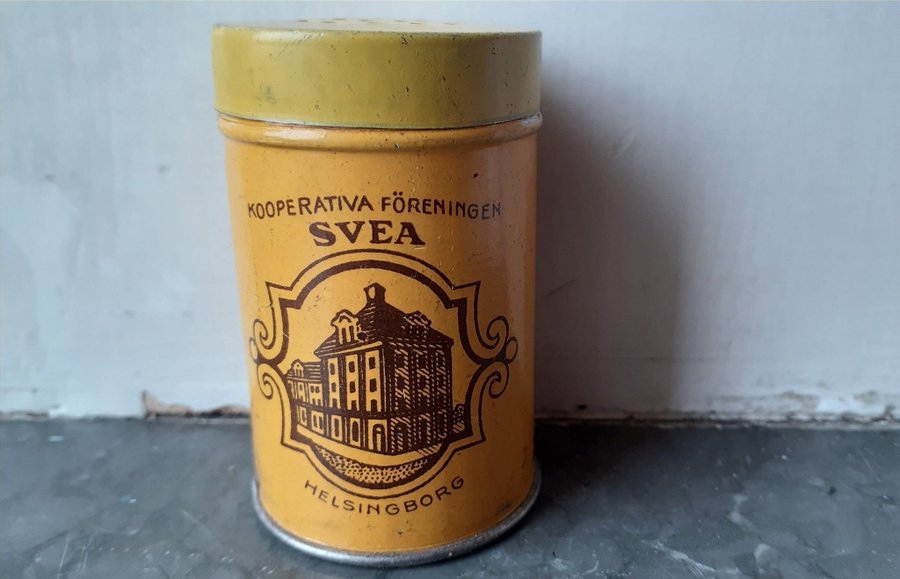 KOOPERATIVA FÖRENINGEN
SVEA
HELSINGBORG